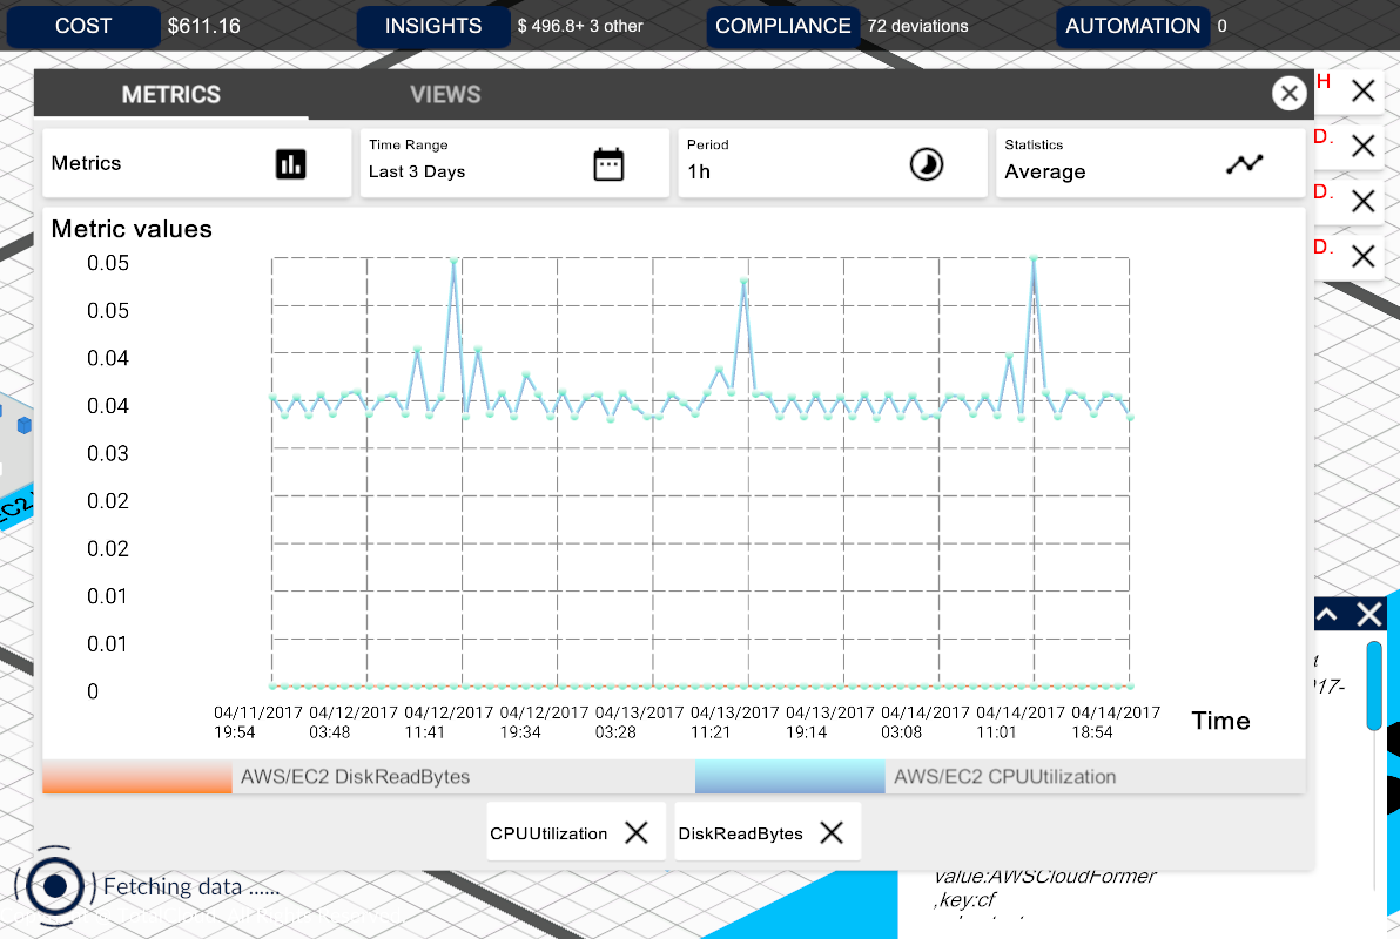 COST $611.16 INSIGHTS $ 496.8+ 3 other COMPLIANCE 72 deviations AUTOMATION 0
METRICS VIEWS
H
D.
D.
D.
Metrics
Time Range
Last 3 Days
Period
1h
Statistics
Average
Metric values
0.05
0.05
0.04
0.04
0.03
0.02
0.02
0.01
0.01
0
04/11/2017 04/12/2017 04/12/2017 04/12/2017 04/13/2017 04/13/2017 04/13/2017 04/14/2017 04/14/2017 04/14/2017
19:54 03:48 11:41 19:34 03:28 11:21 19:14 03:08 11:01 18:54
Time
AWS/EC2 DiskReadBytes AWS/EC2 CPUUtilization
CPUUtilization DiskReadBytes
Fetching data ......
EC2
17-
value:AWSCloudFormer
,key:cf